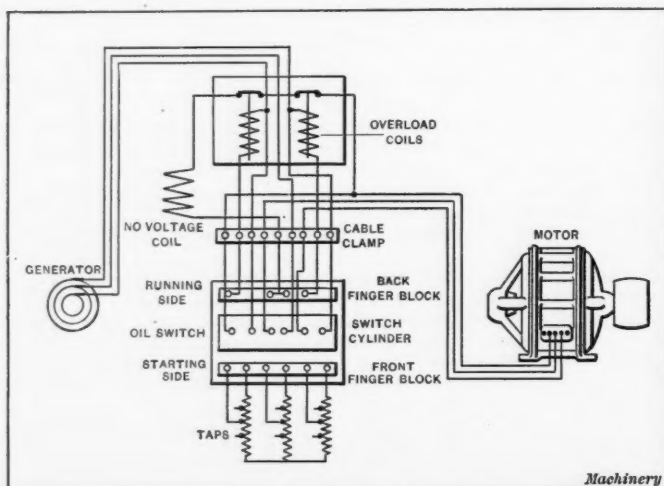 OVERLOAD
COILS
NO VOLTAGE
COIL
CABLE
CLAMP
MOTOR
GENERATOR
RUNNING
SIDE
BACK
FINGER BLOCK
OIL SWITCH
SWITCH
CYLINDER
STARTING
SIDE
FRONT
FINGER BLOCK
TAPS
Machinery